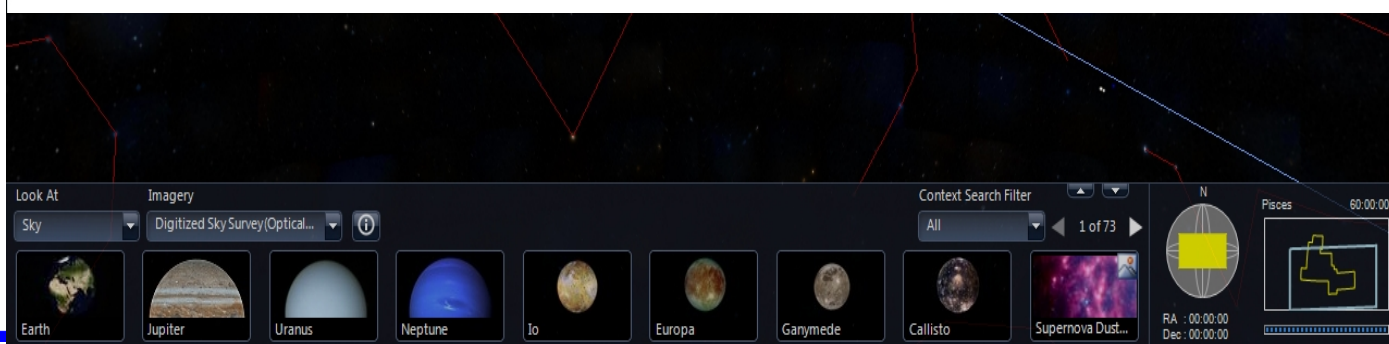 Look At
Imagery
Context Search Filter
N
Pisces
60:00:00
Sky
Digitized Sky Survey(Optical...
All
1 of 73
Earth
Jupiter
Uranus
Neptune
Io
Europa
Ganymede
Callisto
Supernova Dust...
RA : 00:00:00
Dec : 00:00:00